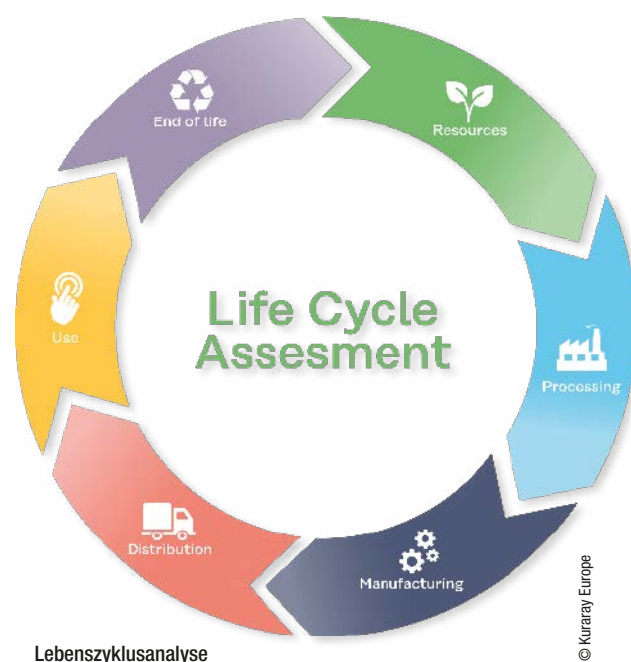 Life Cycle
Assesment
Resources
Processing
Manufacturing
Distribution
Use
End of life
© Kuraray Europe
Lebenszyklusanalyse